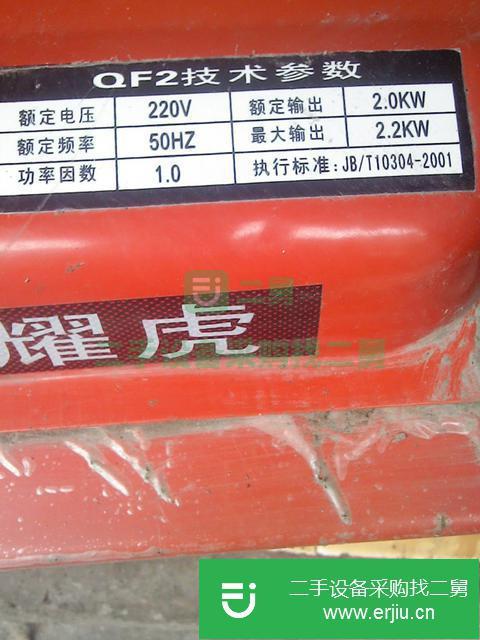 QF2技术参数
额定电压 220V 额定输出 2.0KW
额定频率 50HZ 最大输出 2.2KW
功率因数 1.0 执行标准：JB/T10304-2001
二舅
耀虎
二手设备采购找二舅
二手设备采购找二舅
www.erjiu.cn